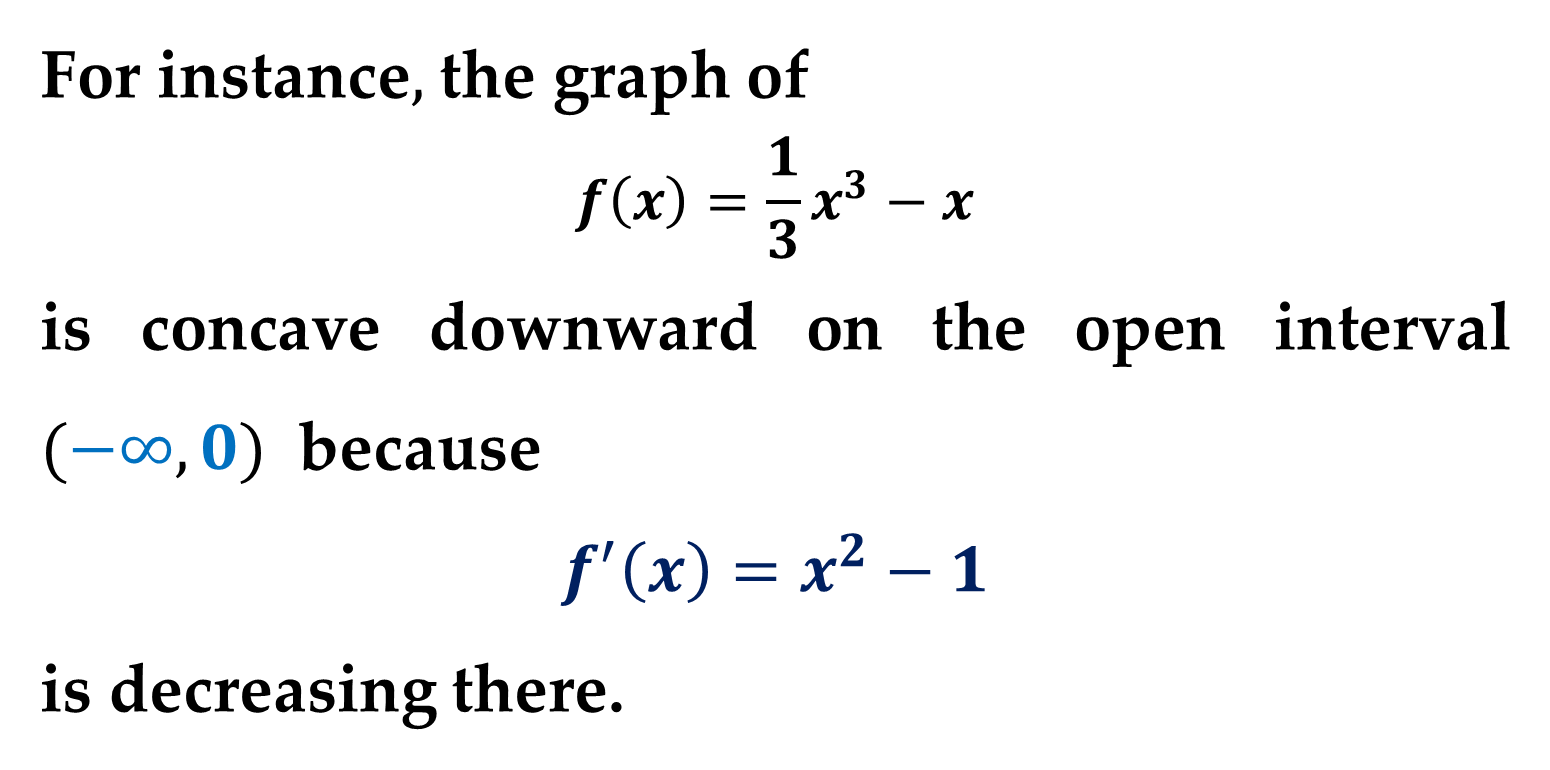 For instance, the graph of
f(x) = 1/3 x³ − x
is concave downward on the open interval
(−∞, 0) because
f′(x) = x² − 1
is decreasing there.